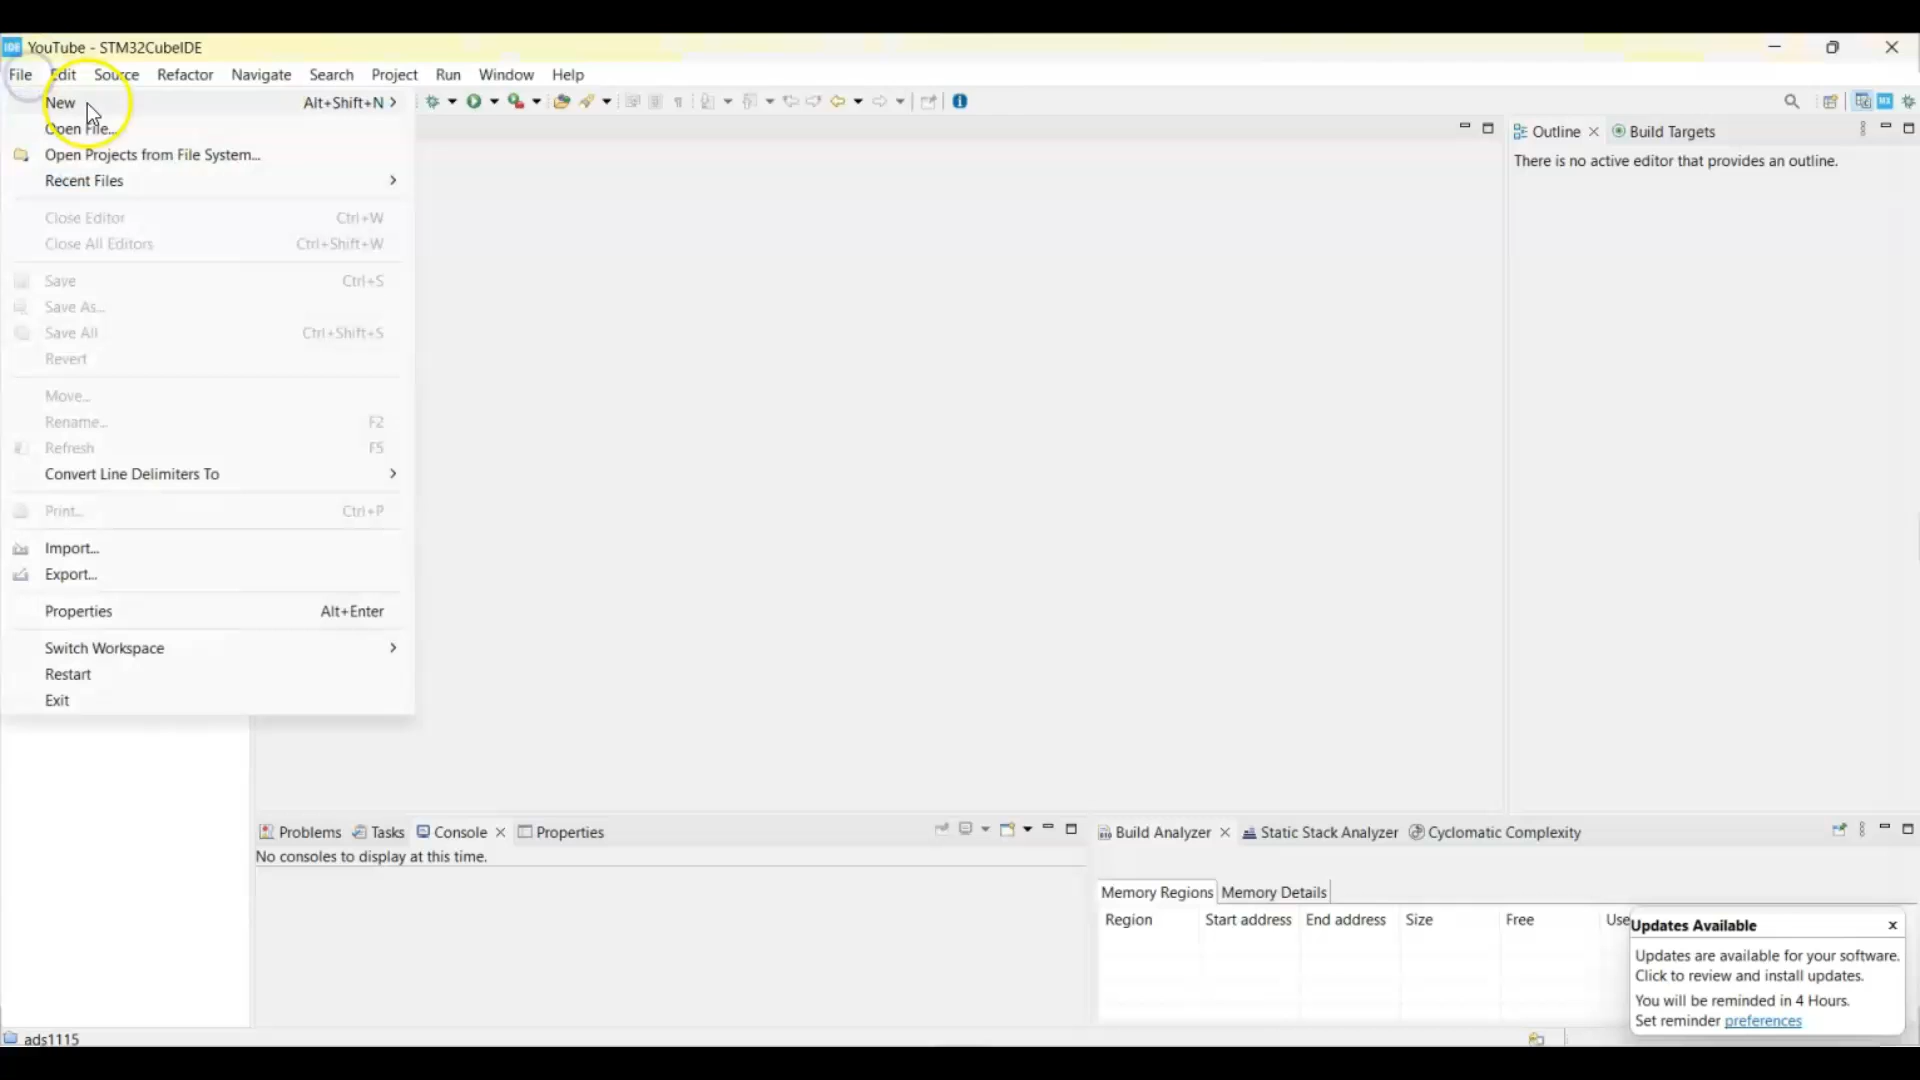 IDE YouTube - STM32CubeIDE
File Edit Source Refactor Navigate Search Project Run Window Help
New Alt+Shift+N
Open File...
Open Projects from File System...
Recent Files
Close Editor Ctrl+W
Close All Editors Ctrl+Shift+W
Save Ctrl+S
Save As...
Save All Ctrl+Shift+S
Revert
Move...
Rename... F2
Refresh F5
Convert Line Delimiters To
Print... Ctrl+P
Import...
Export...
Properties Alt+Enter
Switch Workspace
Restart
Exit
MX
Outline Build Targets
There is no active editor that provides an outline.
Problems Tasks Console Properties
No consoles to display at this time.
Build Analyzer Static Stack Analyzer Cyclomatic Complexity
Memory Regions Memory Details
Region Start address End address Size Free Use
Updates Available
Updates are available for your software.
Click to review and install updates.
You will be reminded in 4 Hours.
Set reminder preferences
ads1115